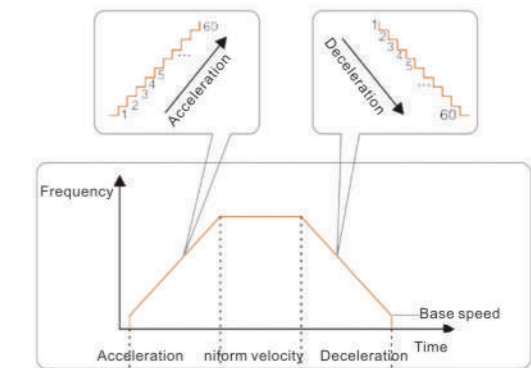 60
...
5
4
3
2
1
Acceleration
1
2
3
4
5
...
60
Deceleration
Frequency
Base speed
Time
Acceleration niform velocity Deceleration